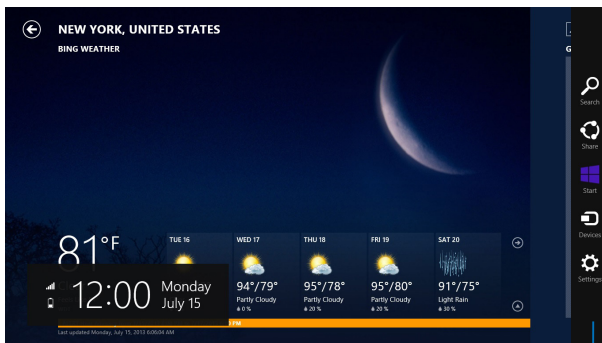 NEW YORK, UNITED STATES
BING WEATHER
G
Search
Share
Start
Devices
Settings
81°F
TUE 16
WED 17
THU 18
FRI 19
SAT 20
94°/79°
95°/78°
95°/80°
91°/75°
Partly Cloudy
Partly Cloudy
Partly Cloudy
Light Rain
0 %
20 %
20 %
30 %
12:00
Monday
July 15
PM
Last updated Monday, July 15, 2013 6:06:04 AM